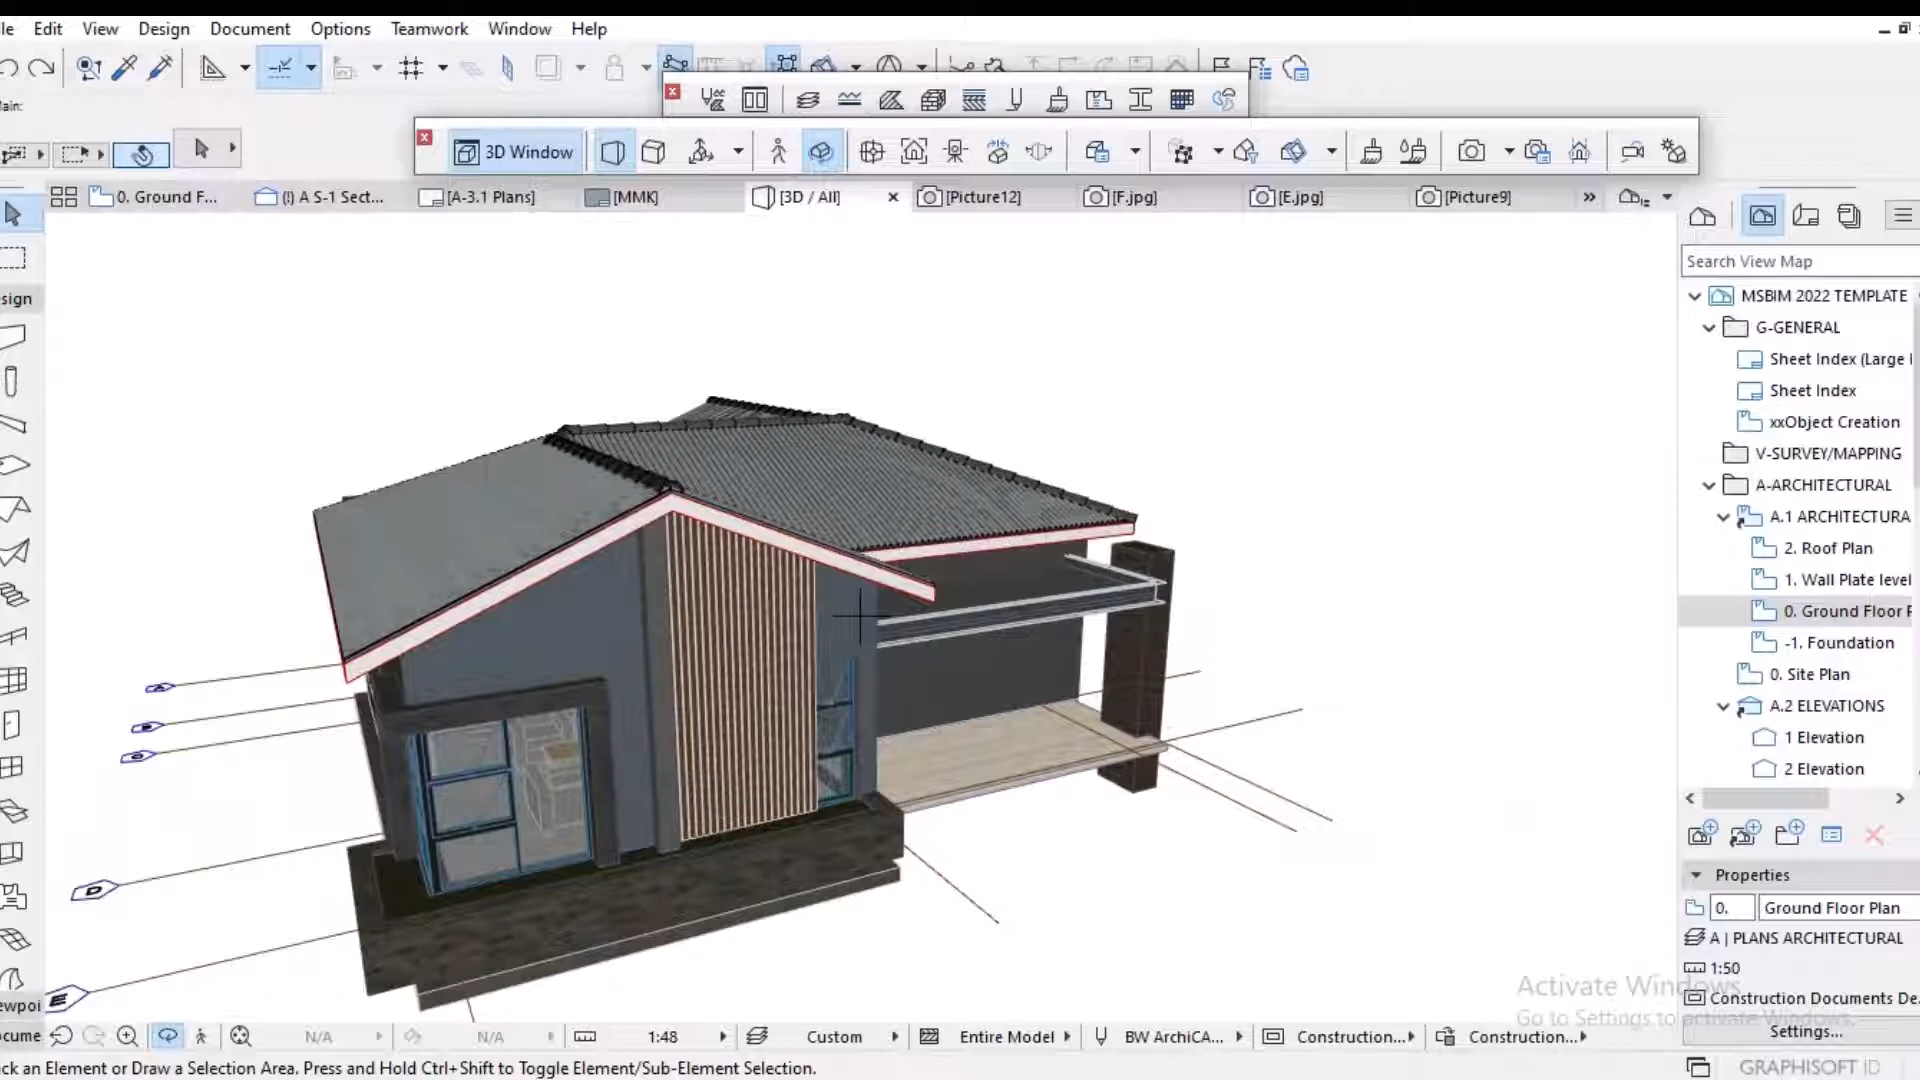 le Edit View Design Document Options Teamwork Window Help
ain:
3D Window
0. Ground F... (!) A S-1 Sect... [A-3.1 Plans] [MMK] [3D / All] [Picture12] [F.jpg] [E.jpg] [Picture9]
Search View Map
sign
MSBIM 2022 TEMPLATE
G-GENERAL
Sheet Index (Large
Sheet Index
xxObject Creation
V-SURVEY/MAPPING
A-ARCHITECTURAL
A.1 ARCHITECTURA
2. Roof Plan
1. Wall Plate level
0. Ground Floor P
-1. Foundation
0. Site Plan
A.2 ELEVATIONS
1 Elevation
2 Elevation
D
E
Properties
0. Ground Floor Plan
A | PLANS ARCHITECTURAL
1:50
Construction Documents De...
Activate Windows
Go to Settings to activate Windows.
Settings...
ewpoi
ocume N/A N/A 1:48 Custom Entire Model BW ArchiCA... Construction... Construction...
ick an Element or Draw a Selection Area. Press and Hold Ctrl+Shift to Toggle Element/Sub-Element Selection.
GRAPHISOFT ID